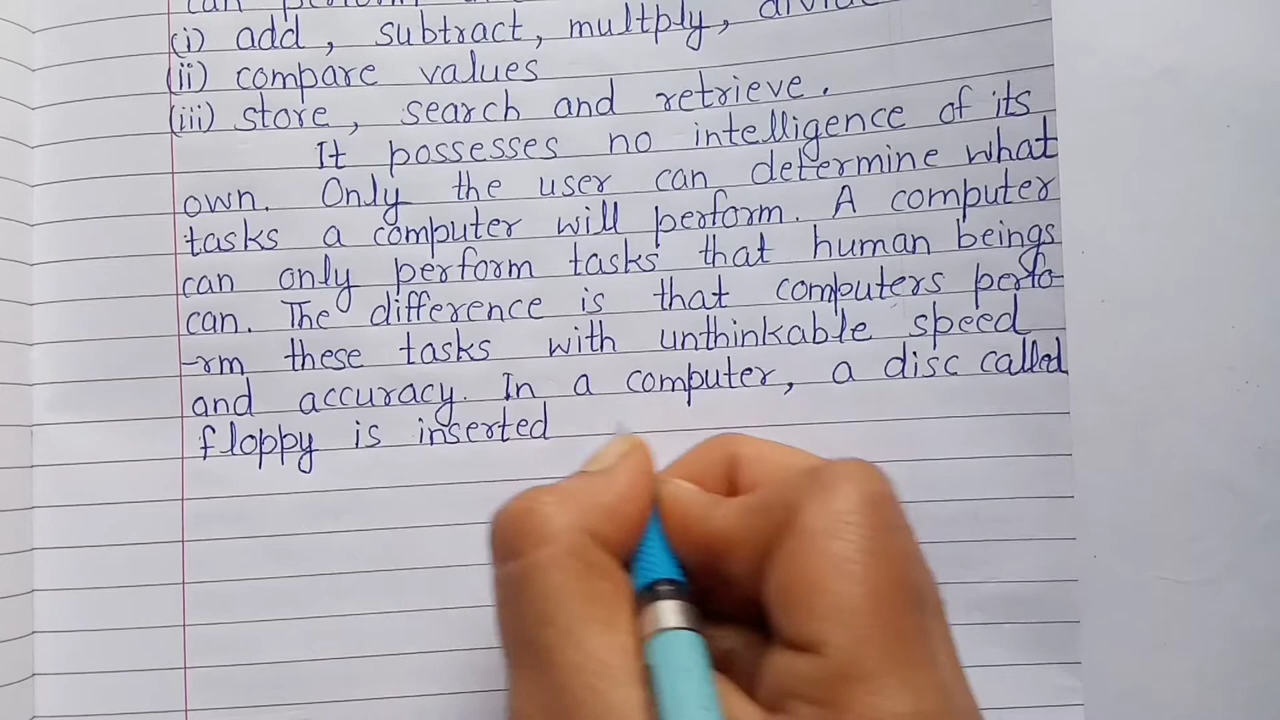 (i) add, subtract, multply, divide
(ii) compare values
(iii) store, search and retrieve.
It possesses no intelligence of its
own. Only the user can determine what
tasks a computer will perform. A computer
can only perform tasks that human beings
can. The difference is that computers perfo-
-rm these tasks with unthinkable speed
and accuracy. In a computer, a disc called
floppy is inserted